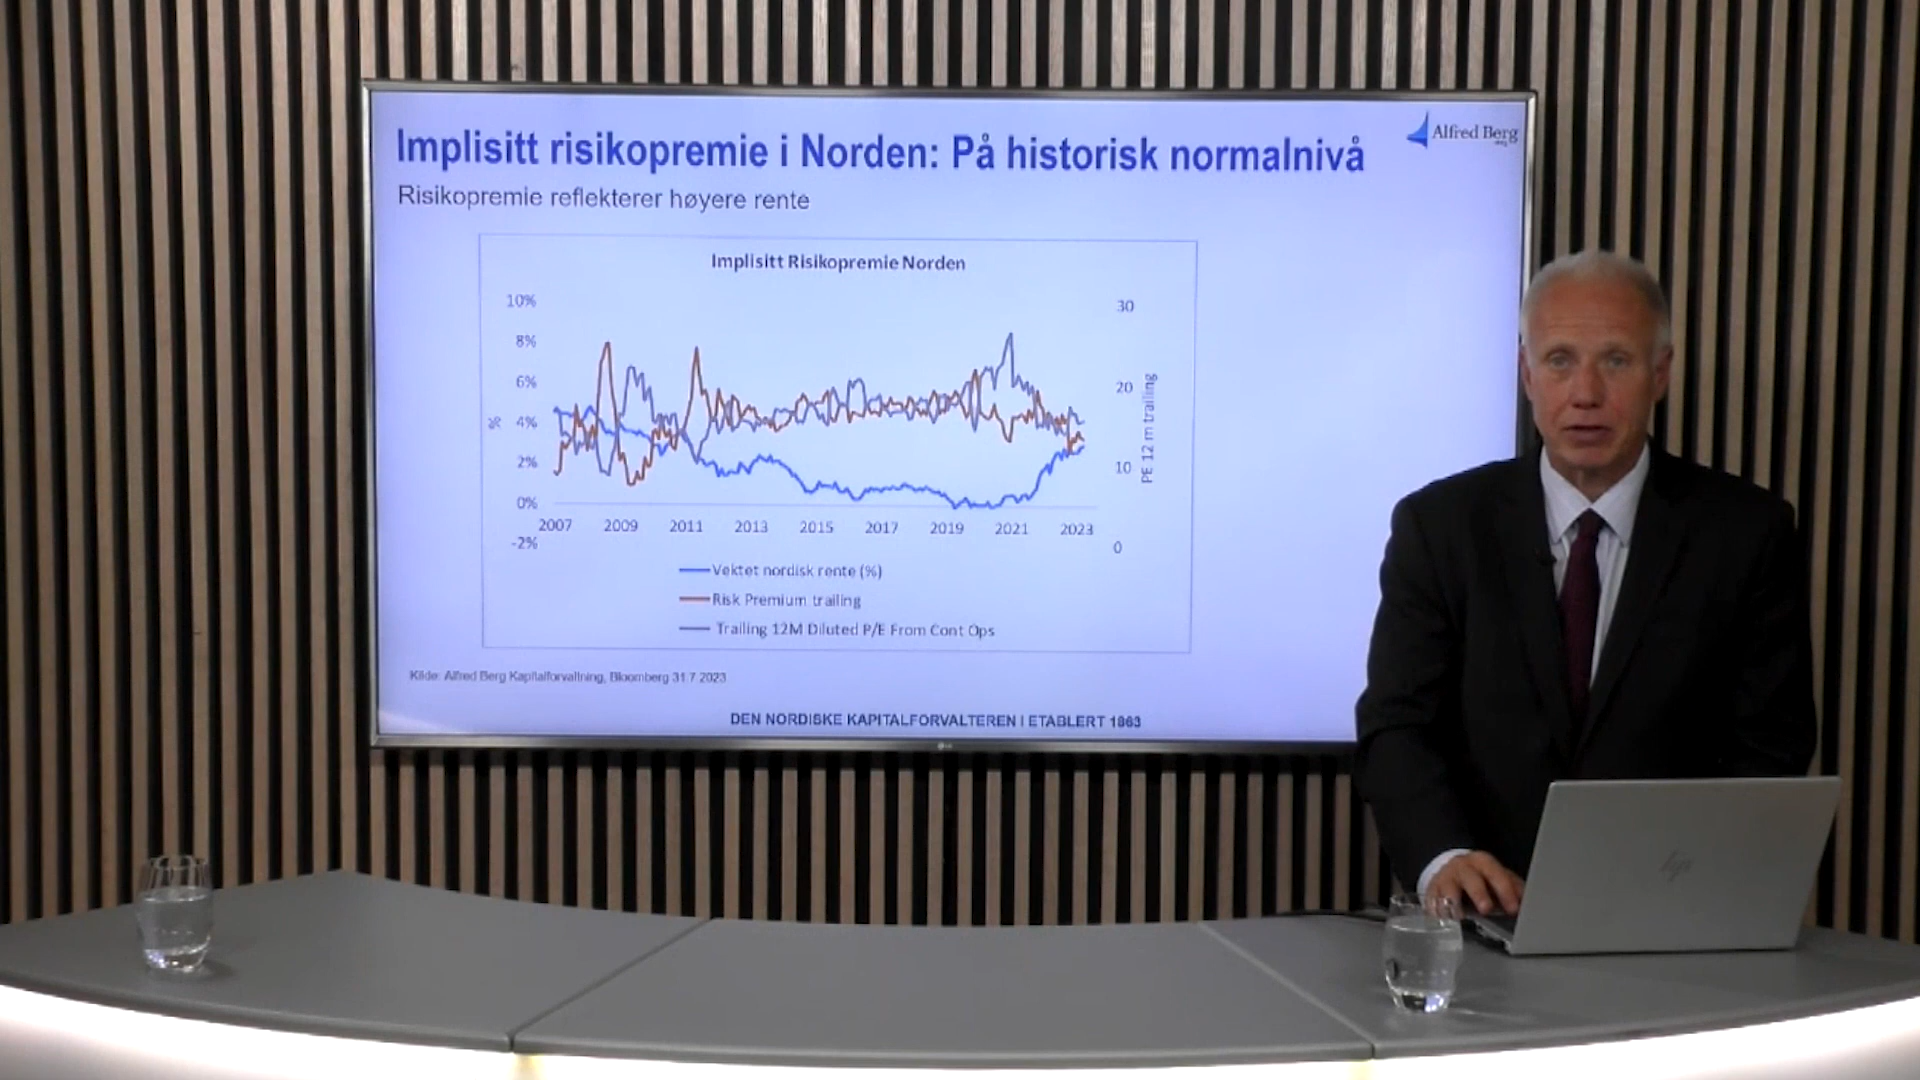 Implisitt risikopremie i Norden: På historisk normalnivå
Alfred Berg
Risikopremie reflekterer høyere rente
Implisitt Risikopremie Norden
10%
8%
6%
4%
2%
0%
-2%
%
30
20
10
0
PE 12 m trailing
2007 2009 2011 2013 2015 2017 2019 2021 2023
Vektet nordisk rente (%)
Risk Premium trailing
Trailing 12M Diluted P/E From Cont Ops
Kilde: Alfred Berg Kapitalforvaltning, Bloomberg 31.7.2023
DEN NORDISKE KAPITALFORVALTEREN I ETABLERT 1863
hp